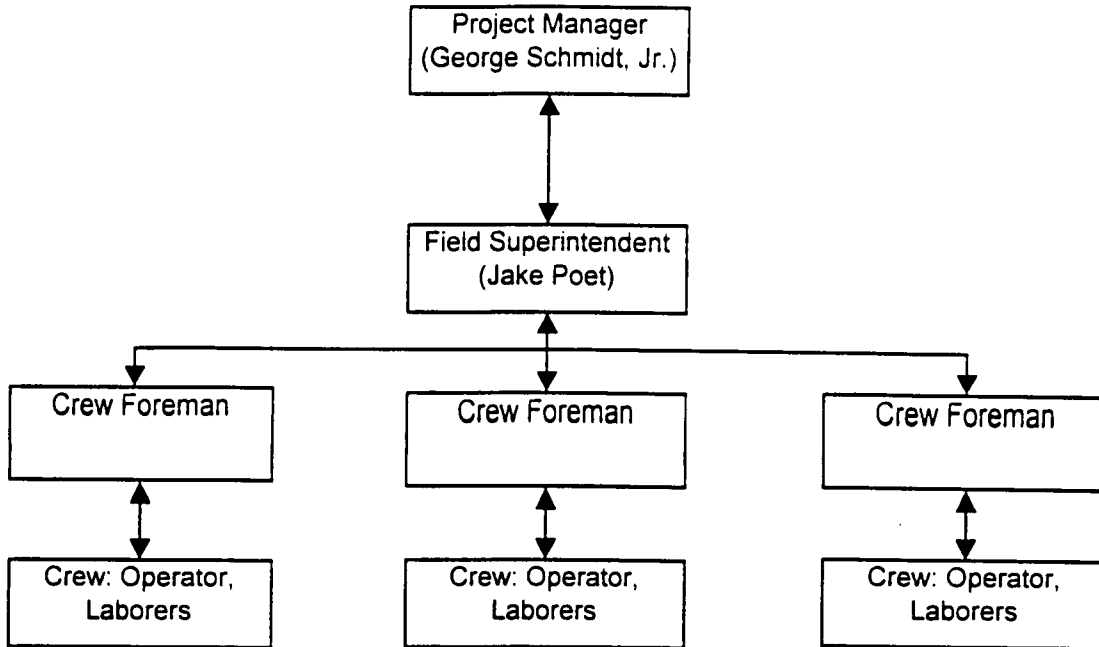 Project Manager
(George Schmidt, Jr.)
Field Superintendent
(Jake Poet)
Crew Foreman
Crew Foreman
Crew Foreman
Crew: Operator,
Laborers
Crew: Operator,
Laborers
Crew: Operator,
Laborers